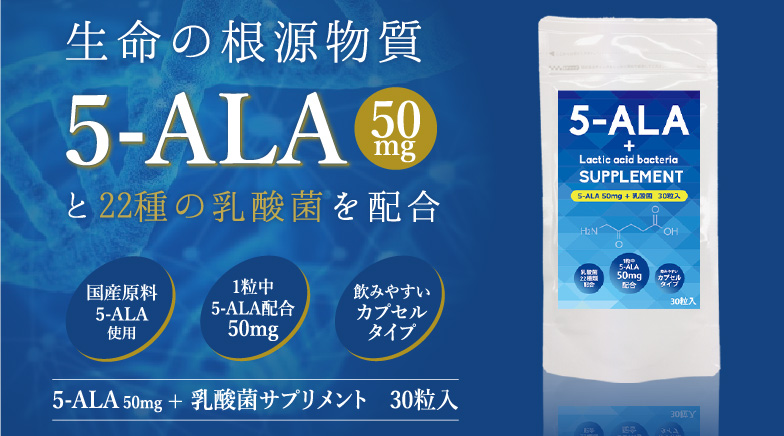 生命の根源物質
5-ALA 50mg
と22種の乳酸菌を配合
国産原料
5-ALA
使用
1粒中
5-ALA配合
50mg
飲みやすい
カプセル
タイプ
5-ALA 50mg + 乳酸菌サプリメント 30粒入
5-ALA
+
Lactic acid bacteria
SUPPLEMENT
5-ALA 50mg + 乳酸菌 30粒入
H₂N
O
O
OH
乳酸菌
22種類
配合
1粒中
5-ALA
50mg
配合
飲みやすい
カプセル
タイプ
30粒入